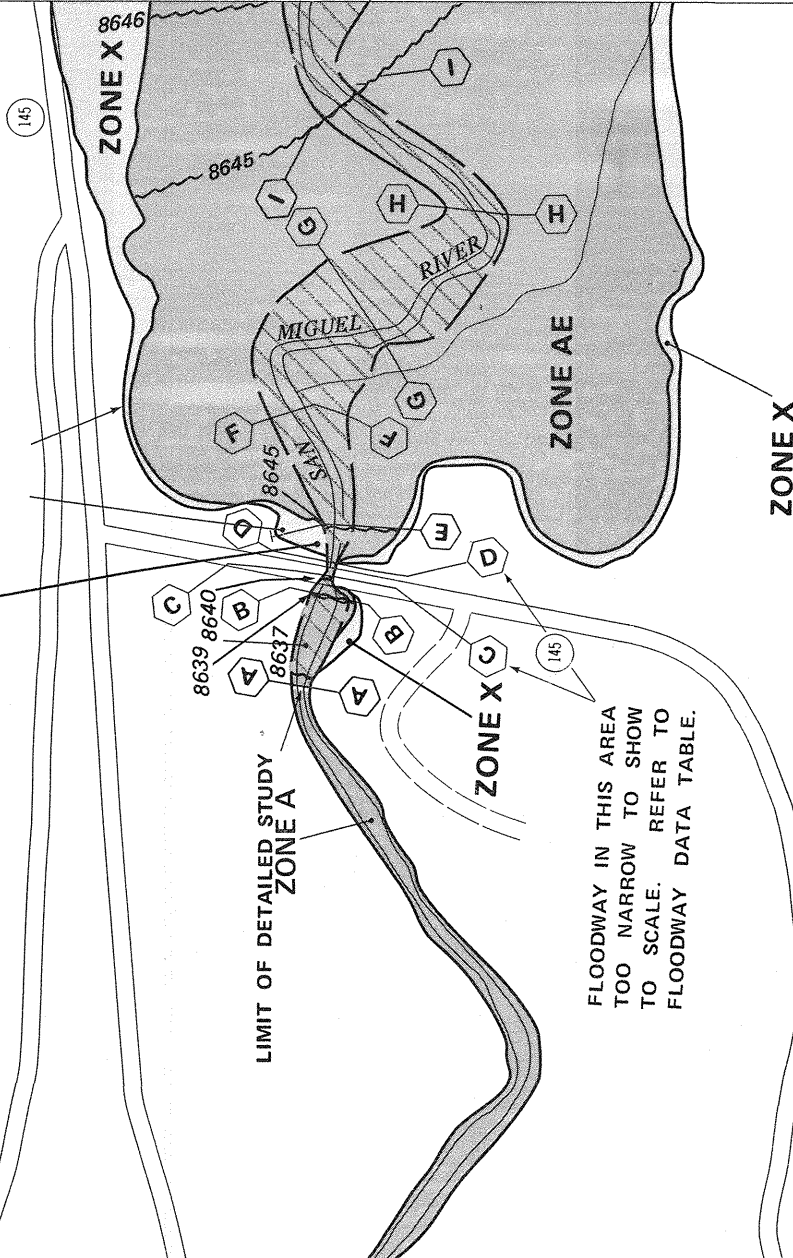 8646
ZONE X
145
8645
I
I
G
H
H
RIVER
MIGUEL
SAN
ZONE AE
G
F
F
ZONE X
8645
D
E
D
C
B
8640
8639
8637
B
145
C
A
A
ZONE X
LIMIT OF DETAILED STUDY
ZONE A
FLOODWAY IN THIS AREA
TOO NARROW TO SHOW
TO SCALE. REFER TO
FLOODWAY DATA TABLE.